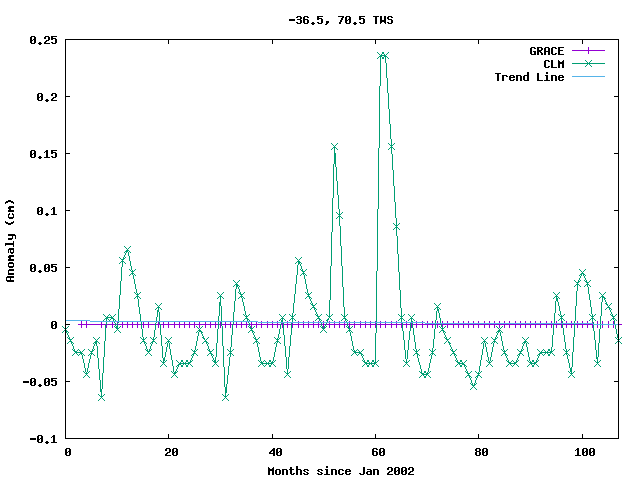 -36.5, 70.5 TWS
0.25
0.2
0.15
0.1
0.05
0
-0.05
-0.1
Anomaly (cm)
GRACE
CLM
Trend Line
0 20 40 60 80 100
Months since Jan 2002